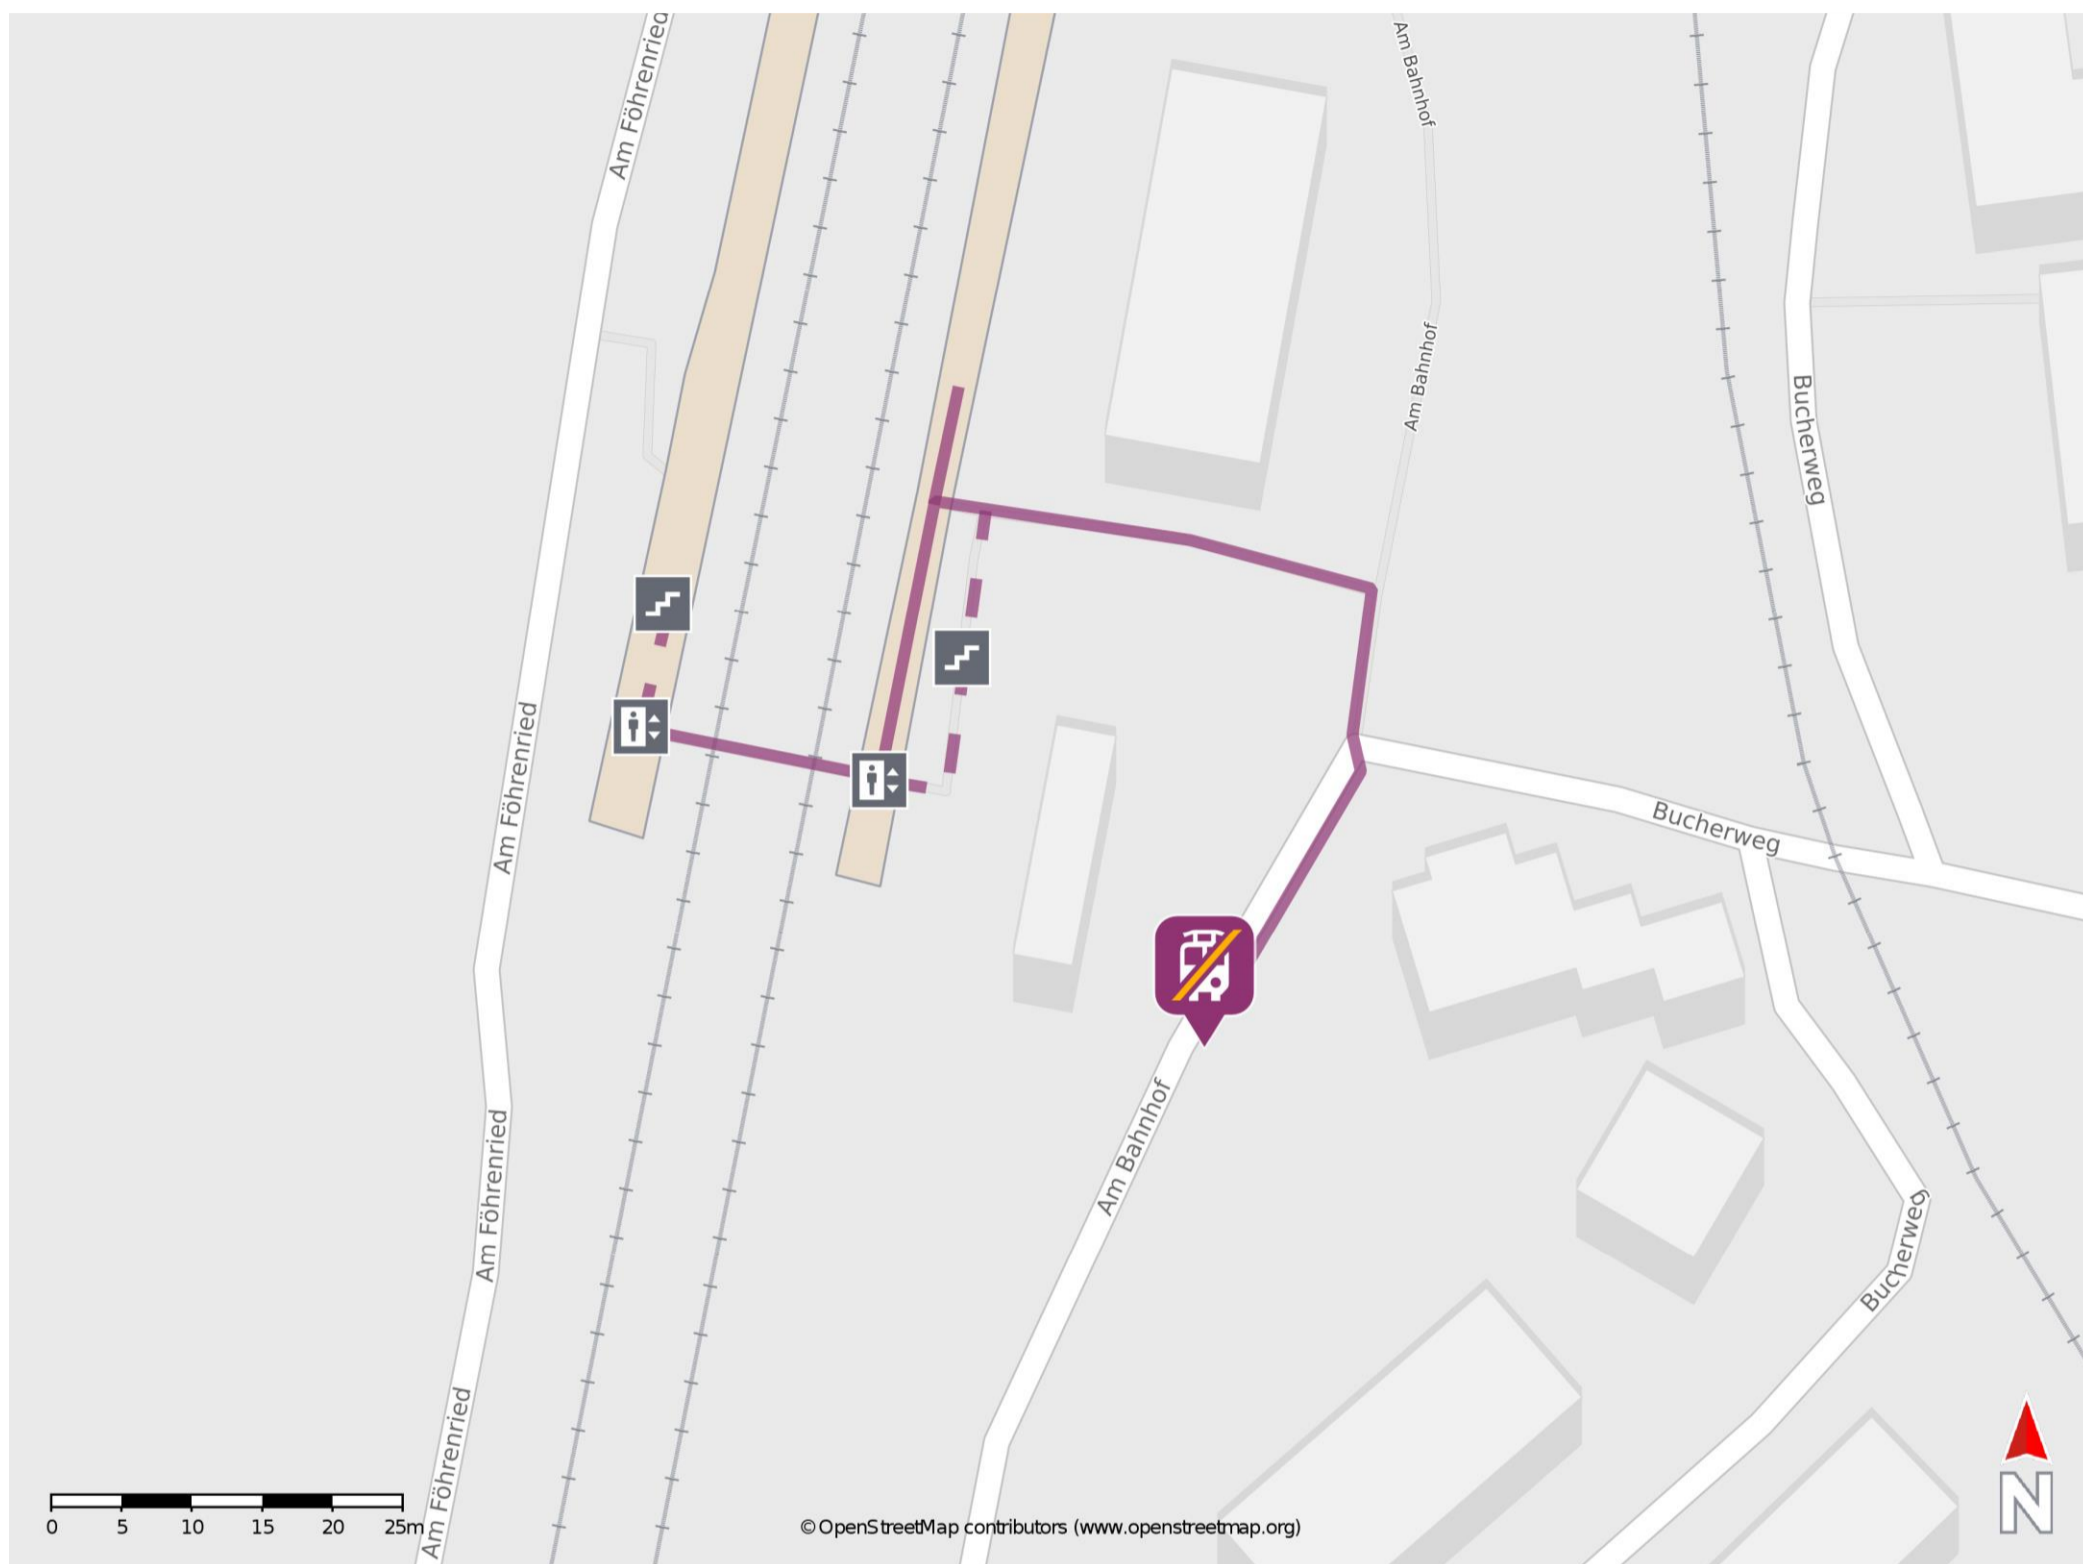 Am Föhrenried
Am Bahnhof
Am Bahnhof
Bucherweg
Am Föhrenried
Bucherweg
Am Bahnhof
Am Föhrenried
Bucherweg
Am Föhrenried
N
0 5 10 15 20 25m
© OpenStreetMap contributors (www.openstreetmap.org)